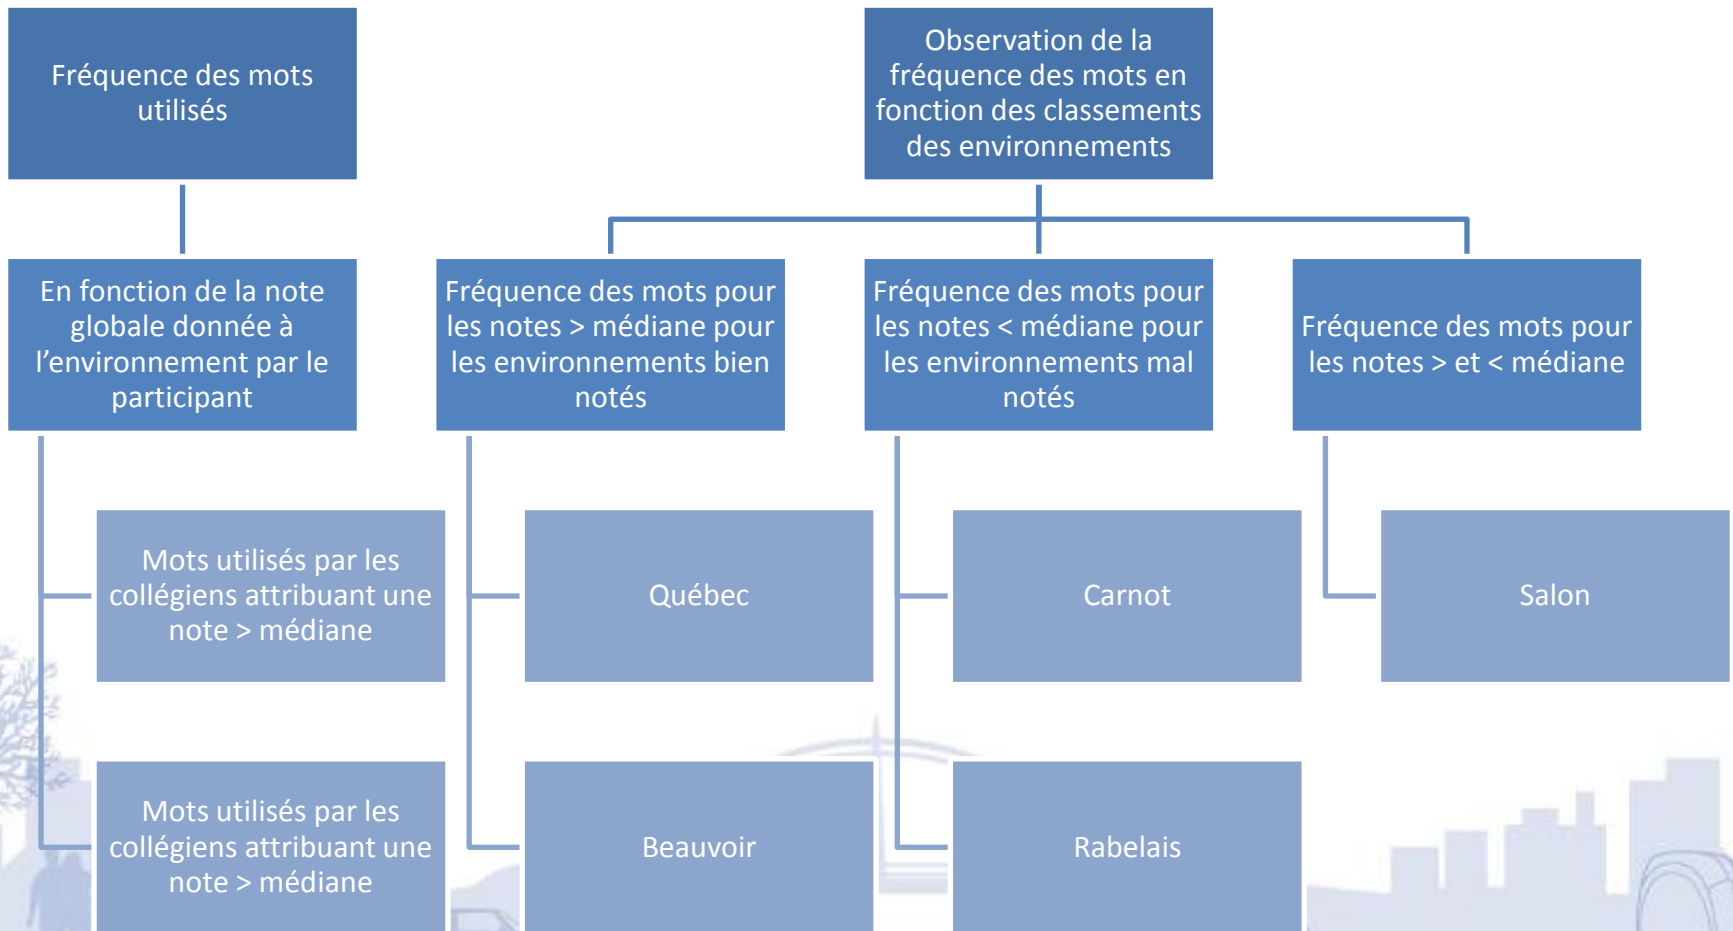 Fréquence des mots
utilisés
Observation de la
fréquence des mots en
fonction des classements
des environnements
En fonction de la note
globale donnée à
l’environnement par le
participant
Fréquence des mots pour
les notes > médiane pour
les environnements bien
notés
Fréquence des mots pour
les notes < médiane pour
les environnements mal
notés
Fréquence des mots pour
les notes > et < médiane
Mots utilisés par les
collégiens attribuant une
note > médiane
Québec
Carnot
Salon
Mots utilisés par les
collégiens attribuant une
note > médiane
Beauvoir
Rabelais